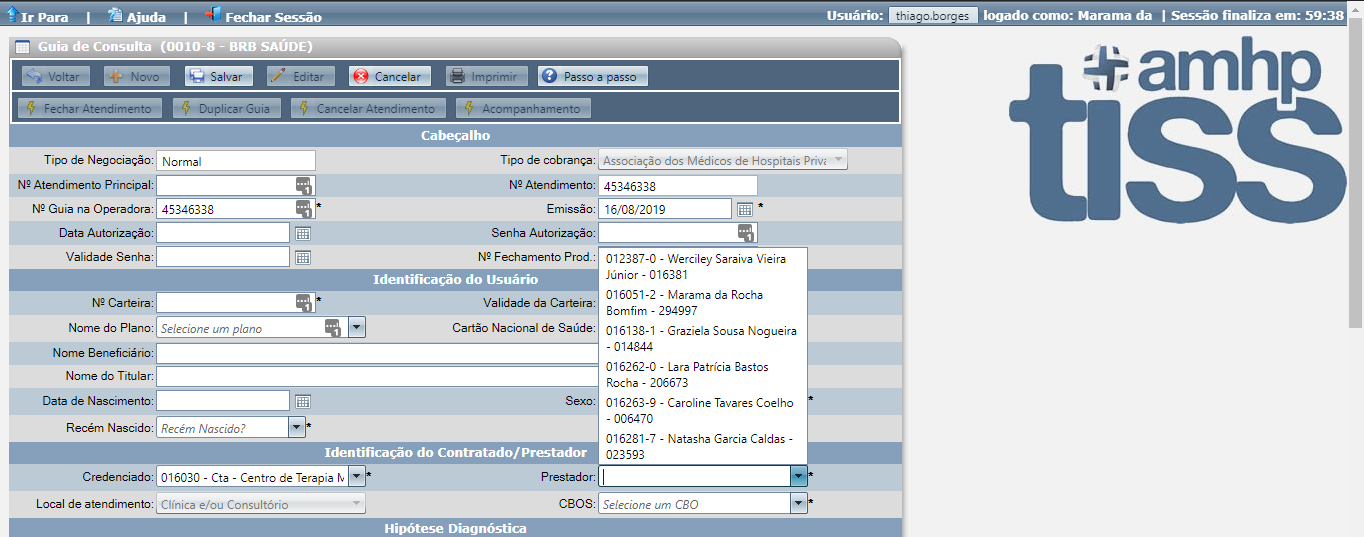 Ir Para | Ajuda | Fechar Sessão Usuário: thiago.borges logado como: Marama da | Sessão finaliza em: 59:38
Guia de Consulta (0010-8 - BRB SAÚDE)
Voltar Novo Salvar Editar Cancelar Imprimir Passo a passo
Fechar Atendimento Duplicar Guia Cancelar Atendimento Acompanhamento
amhp
tiss
Cabeçalho
Tipo de Negociação: Normal Tipo de cobrança: Associação dos Médicos de Hospitais Priva
Nº Atendimento Principal: Nº Atendimento: 45346338
Nº Guia na Operadora: 45346338 * Emissão: 16/08/2019 *
Data Autorização: Senha Autorização:
Validade Senha: Nº Fechamento Prod.:
Identificação do Usuário
Nº Carteira: * Validade da Carteira:
Nome do Plano: Selecione um plano Cartão Nacional de Saúde:
Nome Beneficiário:
Nome do Titular:
Data de Nascimento: Sexo: *
Recém Nascido: Recém Nascido? *
012387-0 - Werciley Saraiva Vieira
Júnior - 016381
016051-2 - Marama da Rocha
Bomfim - 294997
016138-1 - Graziela Sousa Nogueira
- 014844
016262-0 - Lara Patrícia Bastos
Rocha - 206673
016263-9 - Caroline Tavares Coelho
- 006470
016281-7 - Natasha Garcia Caldas -
023593
Identificação do Contratado/Prestador
Credenciado: 016030 - Cta - Centro de Terapia M * Prestador: *
Local de atendimento: Clínica e/ou Consultório CBOS: Selecione um CBO *
Hipótese Diagnóstica